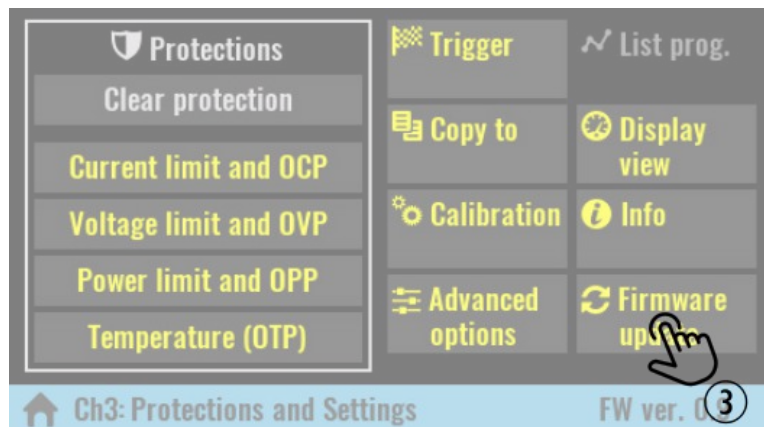 Protections
Clear protection
Current limit and OCP
Voltage limit and OVP
Power limit and OPP
Temperature (OTP)
Trigger
List prog.
Copy to
Display
view
Calibration
Info
Advanced
options
Firmware
Ch3: Protections and Settings
FW ver.
3